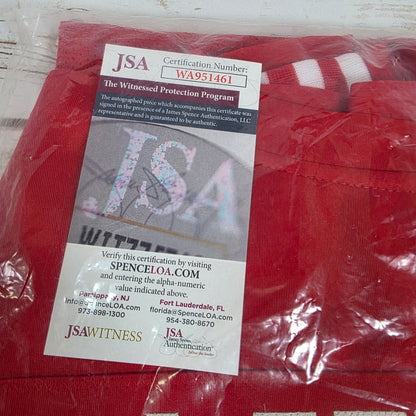 JSA
Certification Number:
WA951461
The Witnessed Protection Program™
The autographed piece which accompanies this certificate was
signed in the presence of a James Spence Authentication, LLC
representative and is guaranteed to be authentic.
JSA
Verify this certification by visiting
SPENCELOA.COM
and entering the alpha-numeric
value indicated above.
Parsippany, NJ
Info@SpenceLOA.com
973-898-1300
Fort Lauderdale, FL
florida@SpenceLOA.com
954-380-8670
JSAWITNESS
JSA
James Spence
Authentication